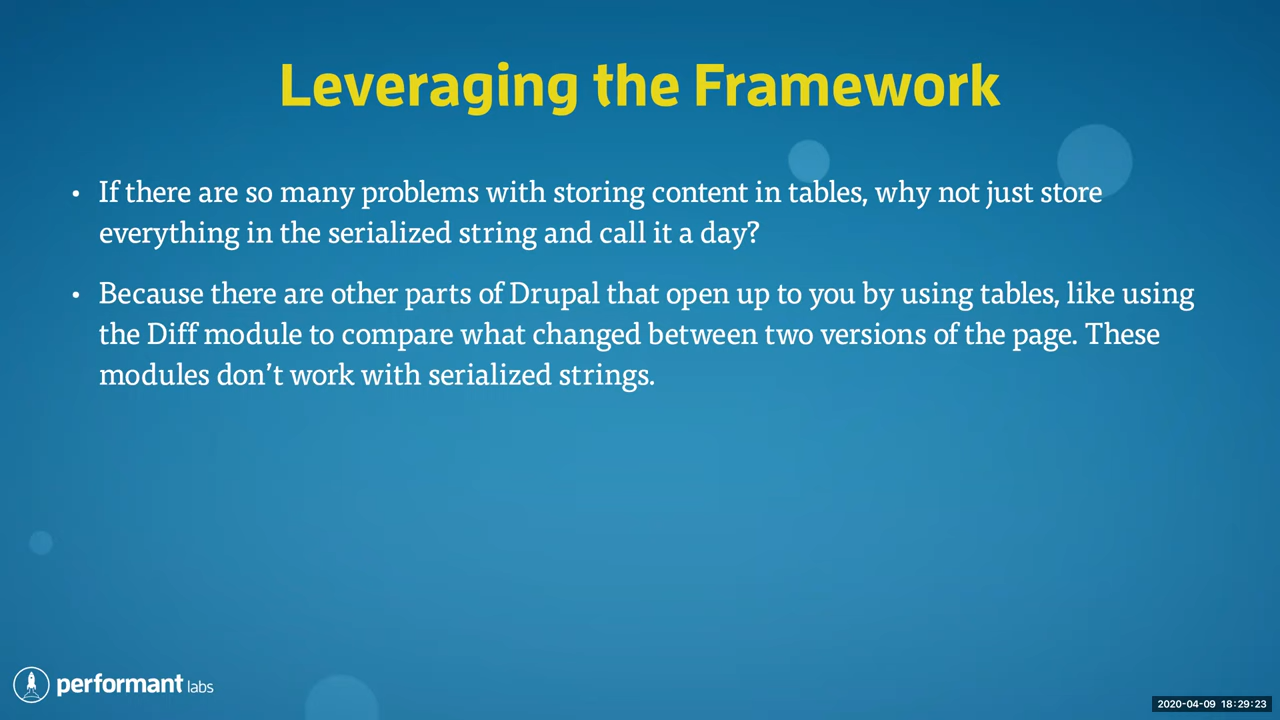 Leveraging the Framework
• If there are so many problems with storing content in tables, why not just store
everything in the serialized string and call it a day?
• Because there are other parts of Drupal that open up to you by using tables, like using
the Diff module to compare what changed between two versions of the page. These
modules don’t work with serialized strings.
performant labs
2020-04-09 18:29:23